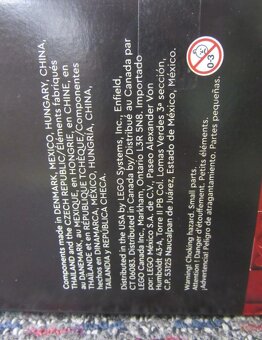 Components made in DENMARK, MEXICO, HUNGARY, CHINA,
THAILAND and the CZECH REPUBLIC/Éléments fabriqués
au DANEMARK, au MEXIQUE, en HONGRIE, en CHINE, en
THAÏLANDE et en RÉPUBLIQUE TCHÈQUE/Componentes
hechos en DINAMARCA, MÉXICO, HUNGRÍA, CHINA,
TAILANDIA y REPÚBLICA CHECA.
Distributed in the USA by LEGO Systems, Inc., Enfield,
CT 06083. Distributed in Canada by/Distribué au Canada par
LEGO Canada Inc., Markham, Ontario L3R 5N8. Importado
por: LEGO México S.A. de C.V., Paseo Alexander Von
Humboldt 43-A, Torre II PB Col. Lomas Verdes 3ª sección,
C.P. 53125 Naucalpan de Juarez, Estado de México, México.
0-3
Warning! Choking hazard. Small parts.
Attention ! Danger d'étouffement. Petits éléments.
¡Advertencia! Peligro de atragantamiento. Partes pequeñas.